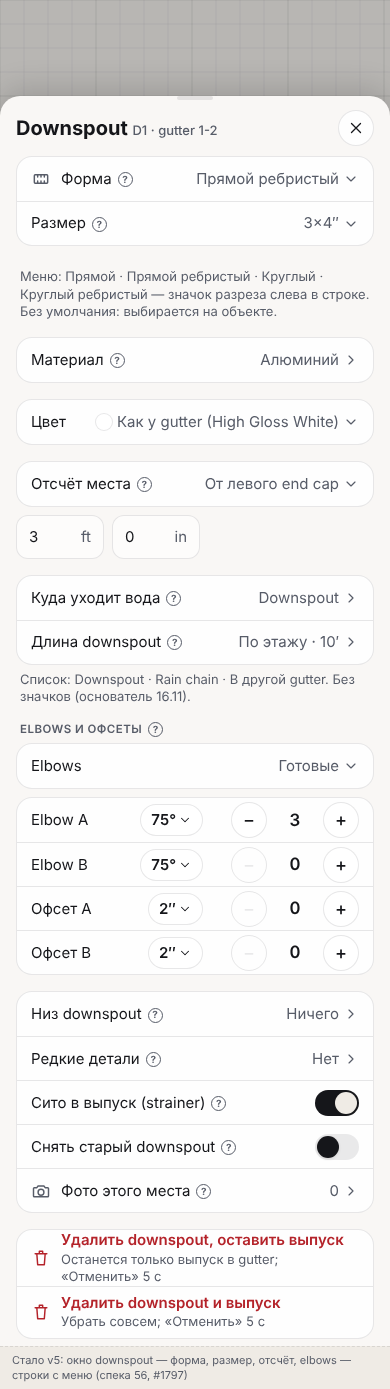 Downspout D1 · gutter 1-2
Форма ? Прямой ребристый
Размер ? 3×4″
Меню: Прямой · Прямой ребристый · Круглый ·
Круглый ребристый — значок разреза слева в строке.
Без умолчания: выбирается на объекте.
Материал ? Алюминий
Цвет Как у gutter (High Gloss White)
Отсчёт места ? От левого end cap
3 ft 0 in
Куда уходит вода ? Downspout
Длина downspout ? По этажу · 10′
Список: Downspout · Rain chain · В другой gutter. Без
значков (основатель 16.11).
ELBOWS И ОФСЕТЫ ?
Elbows Готовые
Elbow A 75° − 3 +
Elbow B 75° − 0 +
Офсет A 2″ − 0 +
Офсет B 2″ − 0 +
Низ downspout ? Ничего
Редкие детали ? Нет
Сито в выпуск (strainer) ?
Снять старый downspout ?
Фото этого места ? 0
Удалить downspout, оставить выпуск
Останется только выпуск в gutter;
«Отменить» 5 с
Удалить downspout и выпуск
Убрать совсем; «Отменить» 5 с
Стало v5: окно downspout — форма, размер, отсчёт, elbows —
строки с меню (спека 56, #1797)